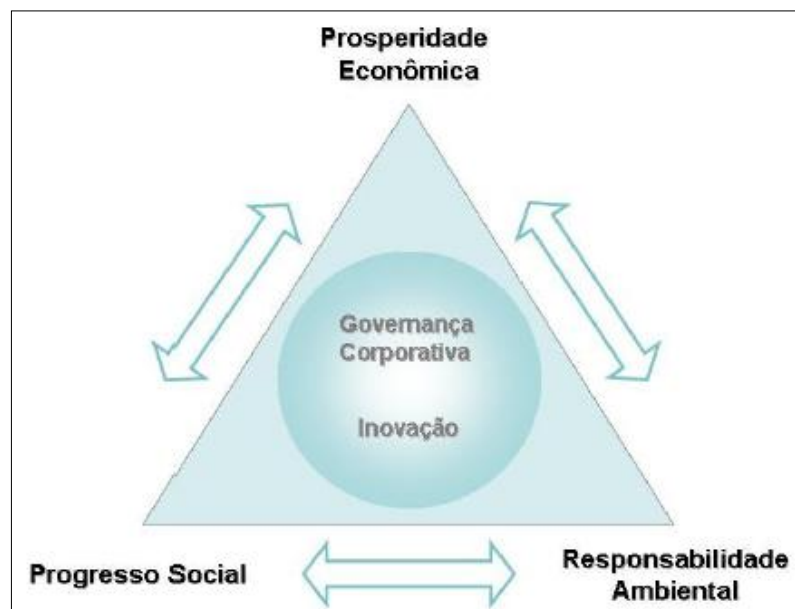 Prosperidade
Econômica
Governança
Corporativa
Inovação
Progresso Social
Responsabilidade
Ambiental